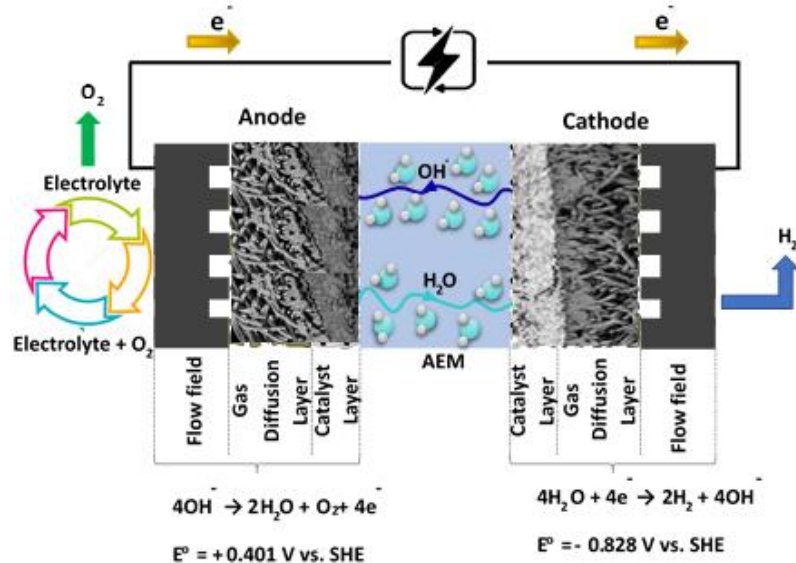 e⁻ e⁻
O₂
Anode Cathode
Electrolyte
OH⁻
H₂
H₂O
Electrolyte + O₂
AEM
Flow field
Gas
Diffusion
Layer
Catalyst
Layer
Catalyst
Layer
Gas
Diffusion
Layer
Flow field
4OH⁻ → 2H₂O + O₂+ 4e⁻
E⁰ = +0.401 V vs. SHE
4H₂O + 4e⁻→ 2H₂ + 4OH⁻
E⁰ =- 0.828 V vs. SHE